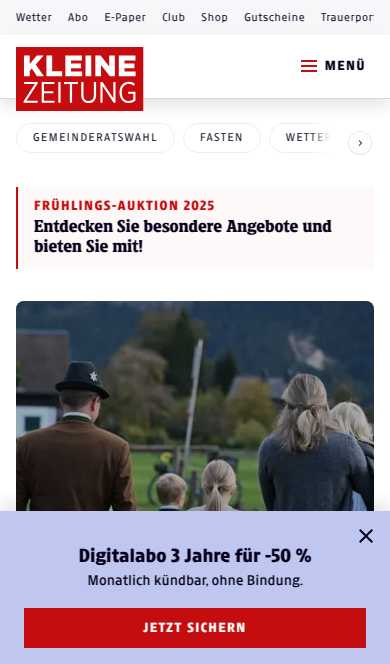 Wetter Abo E-Paper Club Shop Gutscheine Trauerpor
KLEINE
ZEITUNG
MENÜ
GEMEINDERATSWAHL FASTEN WETTER
FRÜHLINGS-AUKTION 2025
Entdecken Sie besondere Angebote und
bieten Sie mit!
Digitalabo 3 Jahre für -50 %
Monatlich kündbar, ohne Bindung.
JETZT SICHERN